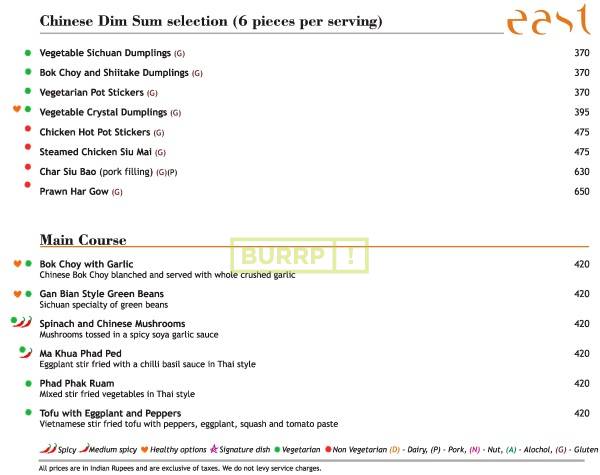 Chinese Dim Sum selection (6 pieces per serving) east
Vegetable Sichuan Dumplings (G) 370
Bok Choy and Shiitake Dumplings (G) 370
Vegetarian Pot Stickers (G) 370
Vegetable Crystal Dumplings (G) 395
Chicken Hot Pot Stickers (G) 475
Steamed Chicken Siu Mai (G) 475
Char Siu Bao (pork filling) (G)(P) 630
Prawn Har Gow (G) 650
Main Course
BURRP!
Bok Choy with Garlic 420
Chinese Bok Choy blanched and served with whole crushed garlic
Gan Bian Style Green Beans 420
Sichuan specialty of green beans
Spinach and Chinese Mushrooms 420
Mushrooms tossed in a spicy soya garlic sauce
Ma Khua Phad Ped 420
Eggplant stir fried with a chilli basil sauce in Thai style
Phad Phak Ruam 420
Mixed stir fried vegetables in Thai style
Tofu with Eggplant and Peppers 420
Vietnamese stir fried tofu with peppers, eggplant, squash and tomato paste
Spicy Medium spicy Healthy options Signature dish Vegetarian Non Vegetarian (D) - Dairy, (P) - Pork, (N) - Nut, (A) - Alochol, (G) - Gluten
All prices are in Indian Rupees and are exclusive of taxes. We do not levy service charges.